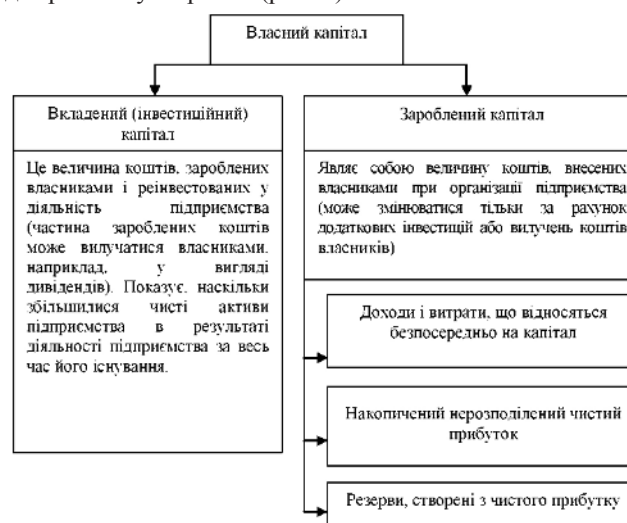 Власний капітал
Вкладений (інвестиційний)
капітал
Це величина коштів, зароблених
власниками і реінвестованих у
діяльність підприємства
(частина зароблених коштів
може вилучатися власниками,
наприклад, у вигляді
дивідендів). Показує, наскільки
збільшилися чисті активи
підприємства в результаті
діяльності підприємства за весь
час його існування.
Зароблений капітал
Являє собою величину коштів, внесених
власниками при організації підприємства
(може змінюватися тільки за рахунок
додаткових інвестицій або вилучень коштів
власників)
Доходи і витрати, що відносяться
безпосередньо на капітал
Накопичений нерозподілений чистий
прибуток
Резерви, створені з чистого прибутку